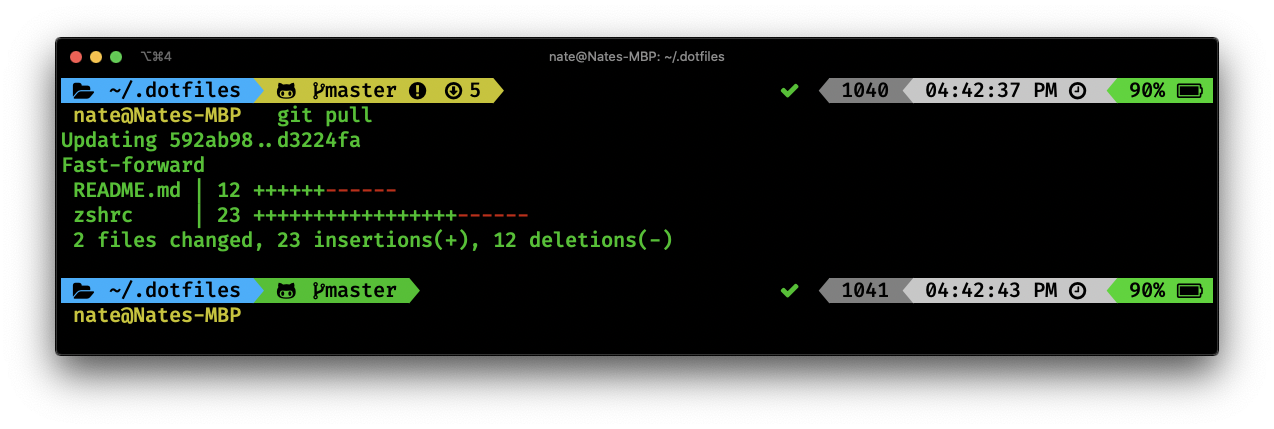 ⌥⌘4 nate@Nates-MBP: ~/.dotfiles
~/.dotfiles master 5 1040 04:42:37 PM 90%
nate@Nates-MBP git pull
Updating 592ab98..d3224fa
Fast-forward
README.md | 12 ++++++------
zshrc | 23 +++++++++++++++++------
2 files changed, 23 insertions(+), 12 deletions(-)
~/.dotfiles master 1041 04:42:43 PM 90%
nate@Nates-MBP